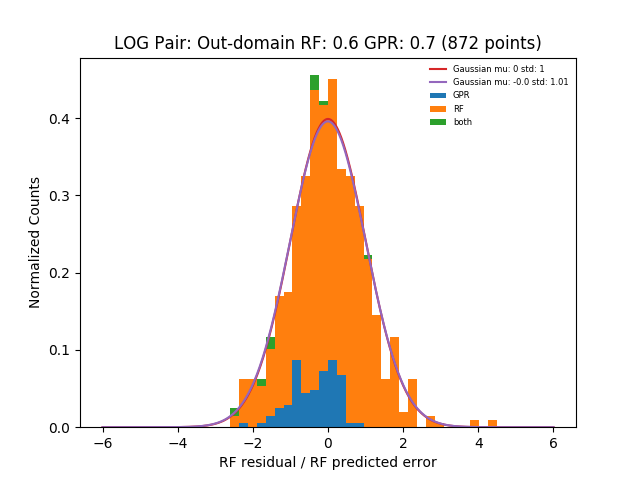 LOG Pair: Out-domain RF: 0.6 GPR: 0.7 (872 points)
Gaussian mu: 0 std: 1
Gaussian mu: -0.0 std: 1.01
GPR
RF
both
Normalized Counts
0.4
0.3
0.2
0.1
0.0
−6 −4 −2 0 2 4 6
RF residual / RF predicted error